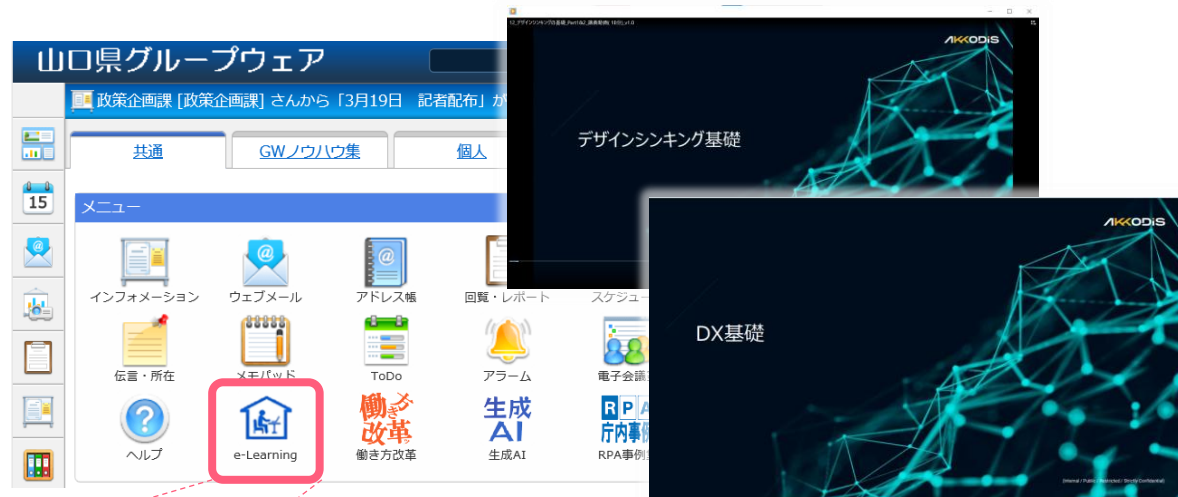 山口県グループウェア
政策企画課 [政策企画課] さんから「3月19日 記者配布」が
共通
GWノウハウ集
個人
15
メニュー
インフォメーション
ウェブメール
アドレス帳
回覧・レポート
スケジュー
伝言・所在
メモパッド
ToDo
アラーム
電子会議
ヘルプ
e-Learning
働き方改革
働き方改革
生成AI
生成AI
RPA
庁内事例
RPA事例
AKKODIS
デザインシンキング基礎
AKKODIS
DX基礎
(Internal / Public / Restricted / Strictly Confidential)